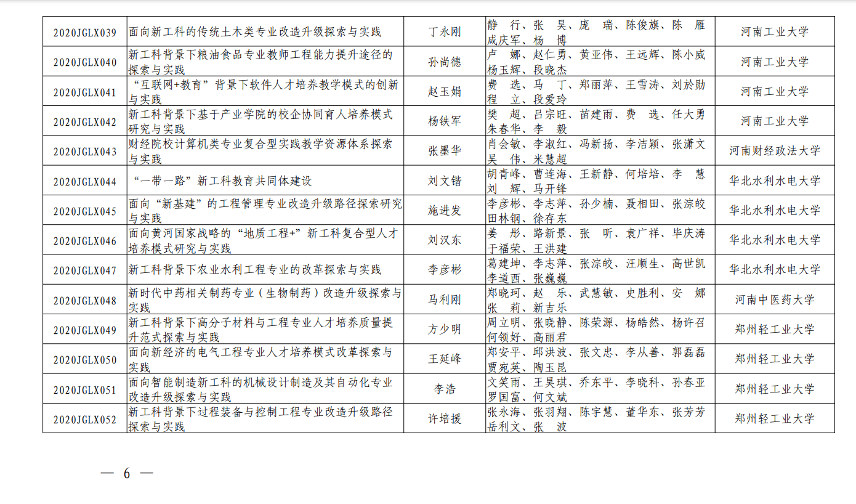 2020JGLX039 面向新工科的传统土木类专业改造升级探索与实践 丁永刚 静　行、张　昊、庞　瑞、陈俊旗、陈　雁 河南工业大学
戚庆军、杨　博
2020JGLX040 新工科背景下粮油食品专业教师工程能力提升途径的 孙尚德 卢　娜、赵仁勇、黄亚伟、王远辉、陈小威 河南工业大学
探索与实践 杨玉辉、段晓杰
2020JGLX041 “互联网+教育”背景下软件人才培养教学模式的创新 赵玉娟 费　选、马　丁、郑丽萍、王雪涛、刘於勋 河南工业大学
与实践 程　立、段爱玲
2020JGLX042 新工科背景下基于产业学院的校企协同育人培养模式 杨铁军 樊　超、吕宗旺、苗建雨、费　选、任大勇 河南工业大学
研究与实践 朱春华、李　毅
2020JGLX043 财经院校计算机类专业复合型实践教学资源体系探索 张墨华 肖会敏、李淑红、冯新扬、李洁颖、张潇文 河南财经政法大学
与实践 吴　伟、米慧超
2020JGLX044 “一带一路”新工科教育共同体建设 刘文锴 胡青峰、曹连海、王新静、何培培、李　慧 华北水利水电大学
刘　辉、马开锋
2020JGLX045 面向“新基建”的工程管理专业改造升级路径探索研究 施进发 李彦彬、李志萍、孙少楠、聂相田、张淙皎 华北水利水电大学
与实践 田林钢、徐存东
2020JGLX046 面向黄河国家战略的“地质工程+”新工科复合型人才 刘汉东 姜　彤、路新景、张　昕、袁广祥、毕庆涛 华北水利水电大学
培养模式研究与实践 于福荣、王洪建
2020JGLX047 新工科背景下农业水利工程专业的改革探索与实践 李彦彬 葛建坤、李志萍、张淙皎、汪顺生、高世凯 华北水利水电大学
李道西、张巍巍
2020JGLX048 新时代中药相关制药专业（生物制药）改造升级探索与 马利刚 郑晓珂、赵　乐、武慧敏、史胜利、安　娜 河南中医药大学
实践 张　莉、新吉乐
2020JGLX049 新工科背景下高分子材料与工程专业人才培养质量提 方少明 周立明、张晓静、陈荣源、杨皓然、杨许召 郑州轻工业大学
升范式探索与实践 何领好、高丽君
2020JGLX050 面向新经济的电气工程专业人才培养模式改革探索与 王延峰 郑安平、邱洪波、张文忠、李从善、郭磊磊 郑州轻工业大学
实践 贾宛英、陶玉昆
2020JGLX051 面向智能制造新工科的机械设计制造及其自动化专业 李浩 文笑雨、王昊琪、乔东平、李晓科、孙春亚 郑州轻工业大学
改造升级探索与实践 罗国富、何文斌
2020JGLX052 新工科背景下过程装备与控制工程专业改造升级路径 许培援 张永海、张羽翔、陈宇慧、董华东、张芳芳 郑州轻工业大学
探索与实践 岳利文、张　波
— 6 —